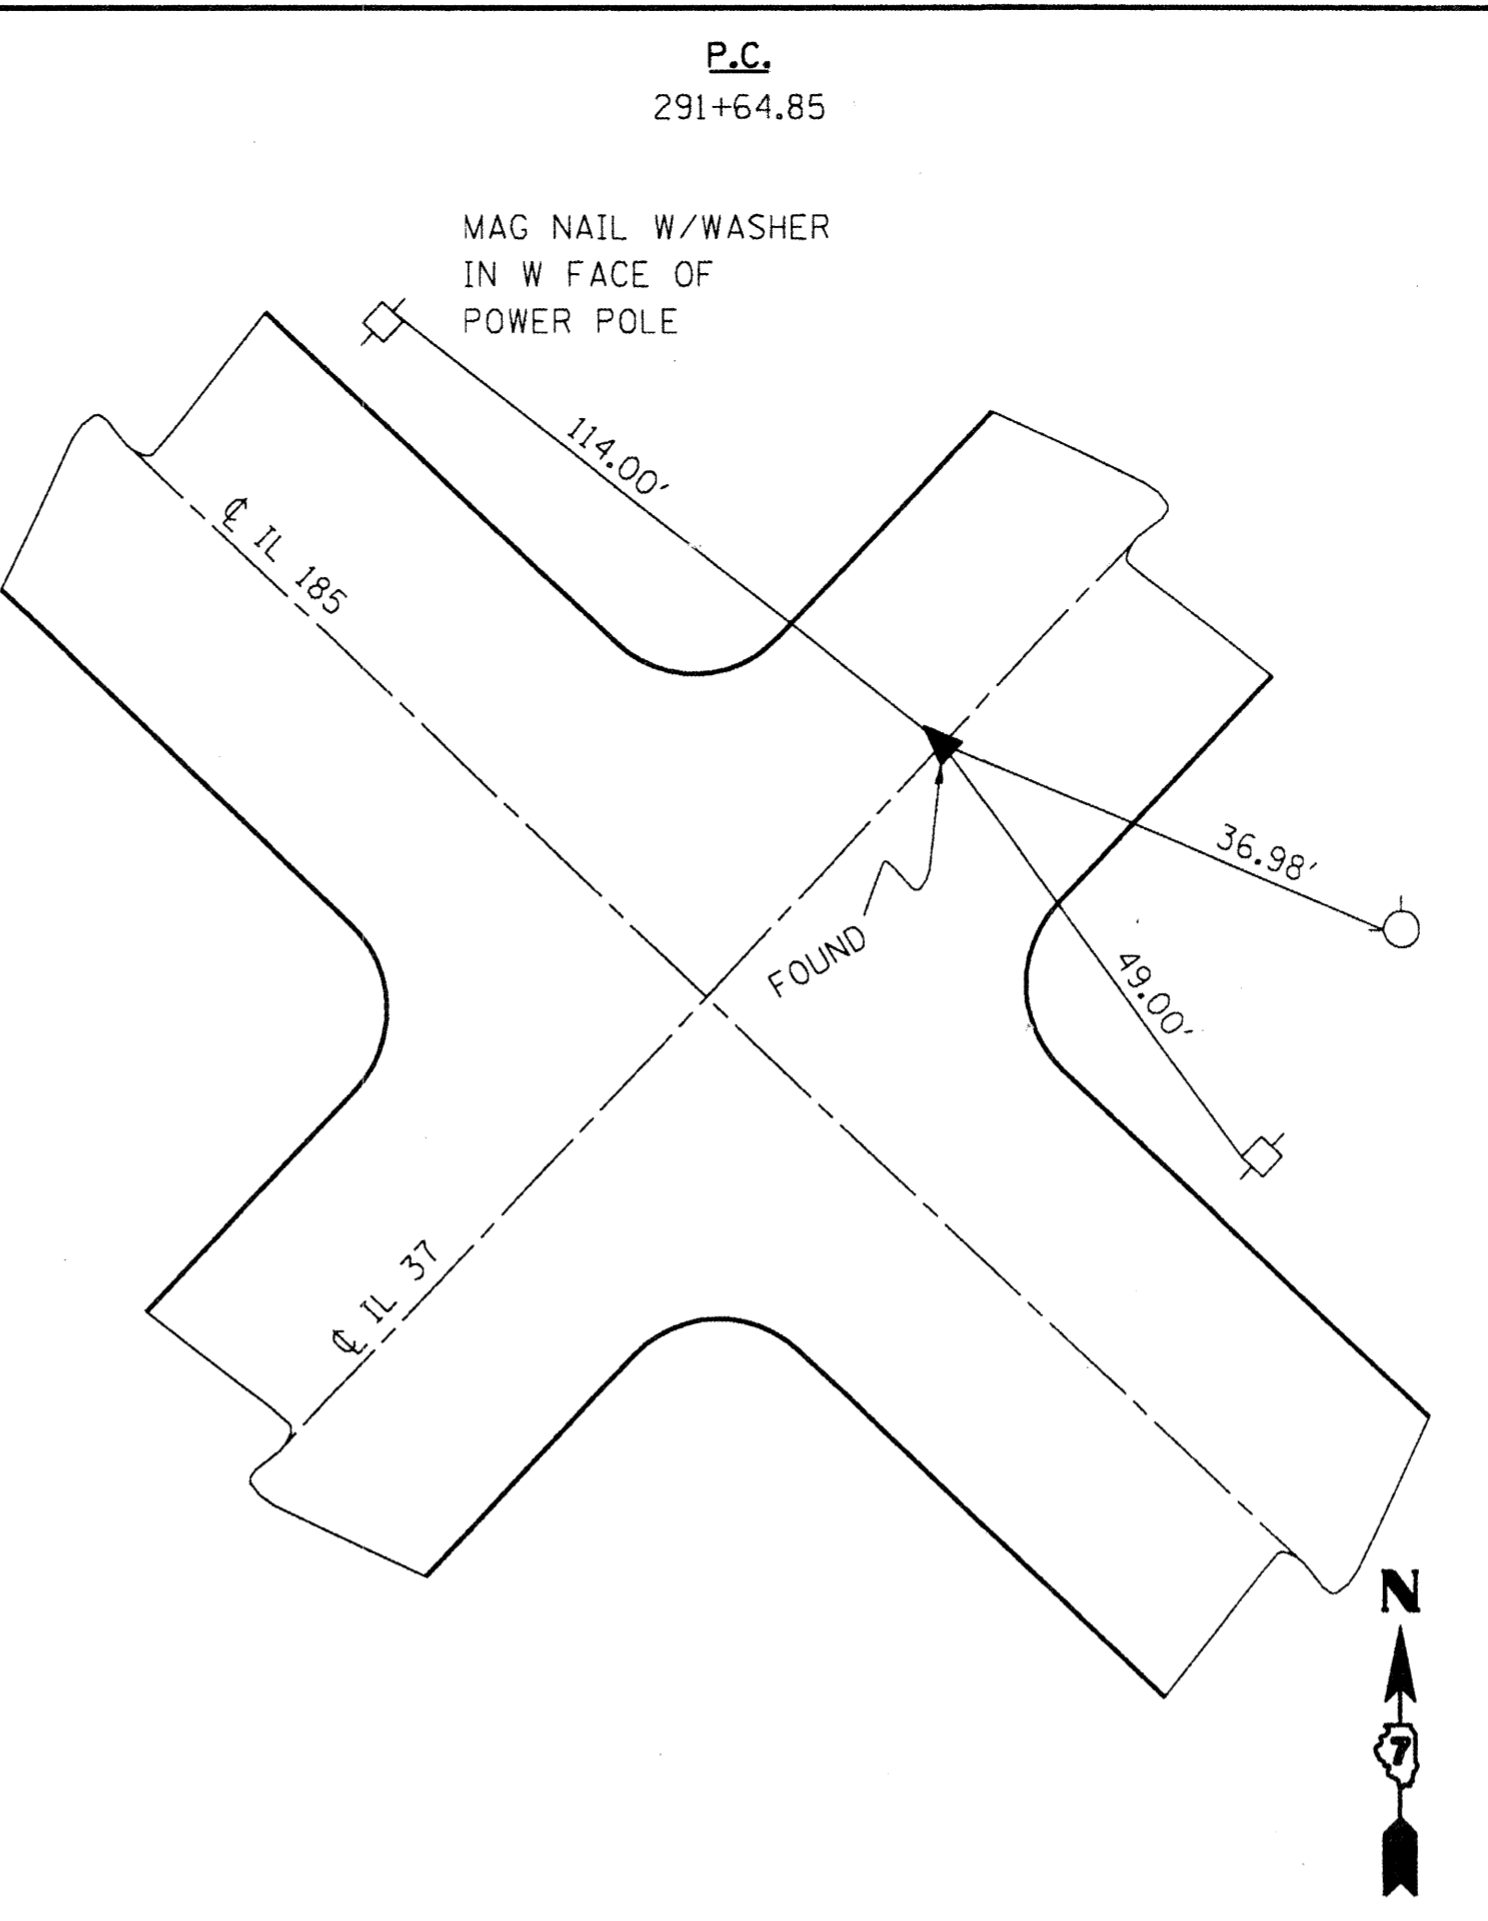 P.C.
291+64.85
MAG NAIL W/WASHER
IN W FACE OF
POWER POLE
114.00'
℄ IL 185
36.98'
FOUND
49.00'
℄ IL 37
N
7